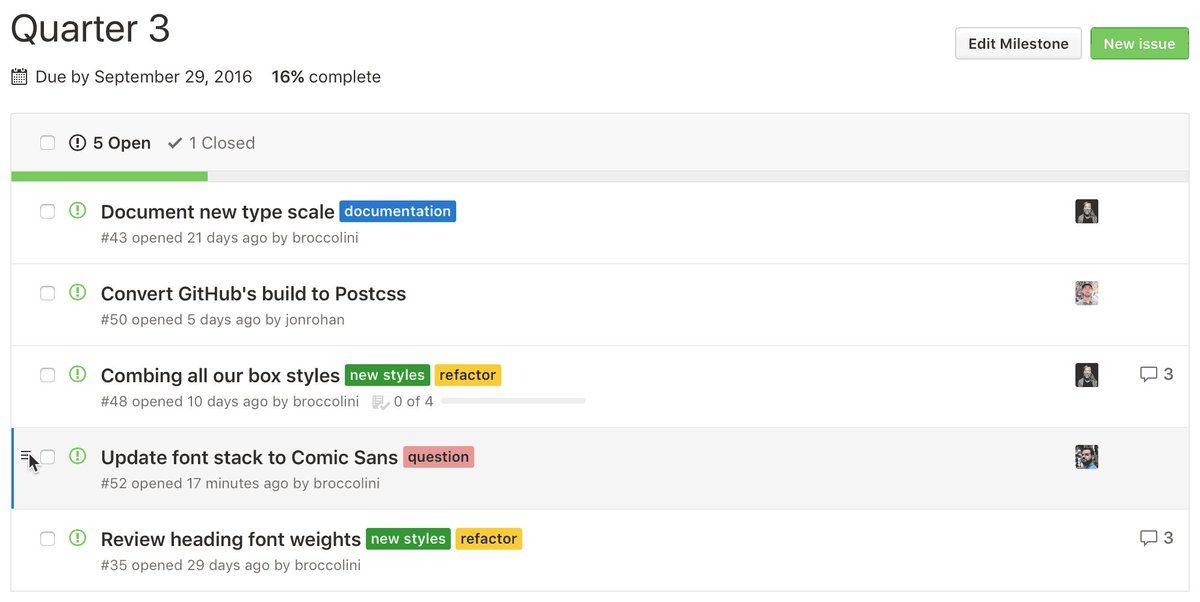 Quarter 3
Edit Milestone
New issue
Due by September 29, 2016 16% complete
5 Open 1 Closed
Document new type scale documentation
#43 opened 21 days ago by broccolini
Convert GitHub's build to Postcss
#50 opened 5 days ago by jonrohan
Combing all our box styles new styles refactor
3
#48 opened 10 days ago by broccolini 0 of 4
Update font stack to Comic Sans question
#52 opened 17 minutes ago by broccolini
Review heading font weights new styles refactor
3
#35 opened 29 days ago by broccolini